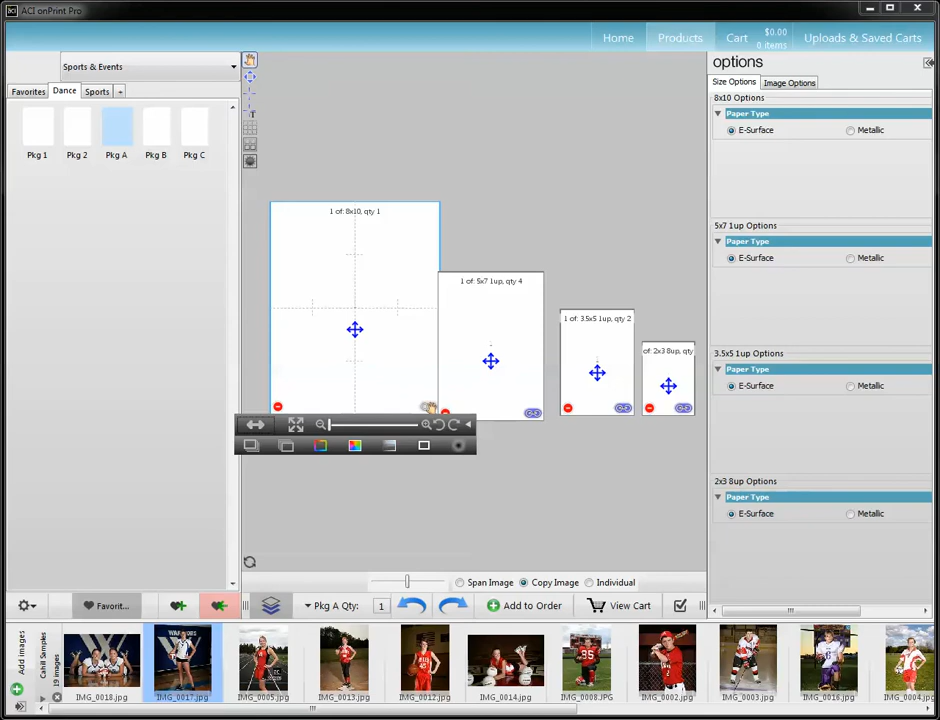 ACI onPrint Pro
Home
Products
Cart
$0.00
0 items
Uploads & Saved Carts
Sports & Events
Favorites
Dance
Sports
+
Pkg 1
Pkg 2
Pkg A
Pkg B
Pkg C
1 of: 8x10, qty 1
1 of: 5x7 1up, qty 4
1 of: 3.5x5 1up, qty 2
of: 2x3 8up, qty
options
Size Options
Image Options
8x10 Options
Paper Type
E-Surface
Metallic
5x7 1up Options
Paper Type
E-Surface
Metallic
3.5x5 1up Options
Paper Type
E-Surface
Metallic
2x3 8up Options
Paper Type
E-Surface
Metallic
Span Image
Copy Image
Individual
Favorit...
Pkg A Qty:
1
Add to Order
View Cart
Add images
Cahill Samples
19 images
IMG_0018.jpg
IMG_0017.jpg
IMG_0005.jpg
IMG_0013.jpg
IMG_0012.jpg
IMG_0014.jpg
IMG_0008.JPG
IMG_0002.jpg
IMG_0003.jpg
IMG_0016.jpg
IMG_0004.jpg